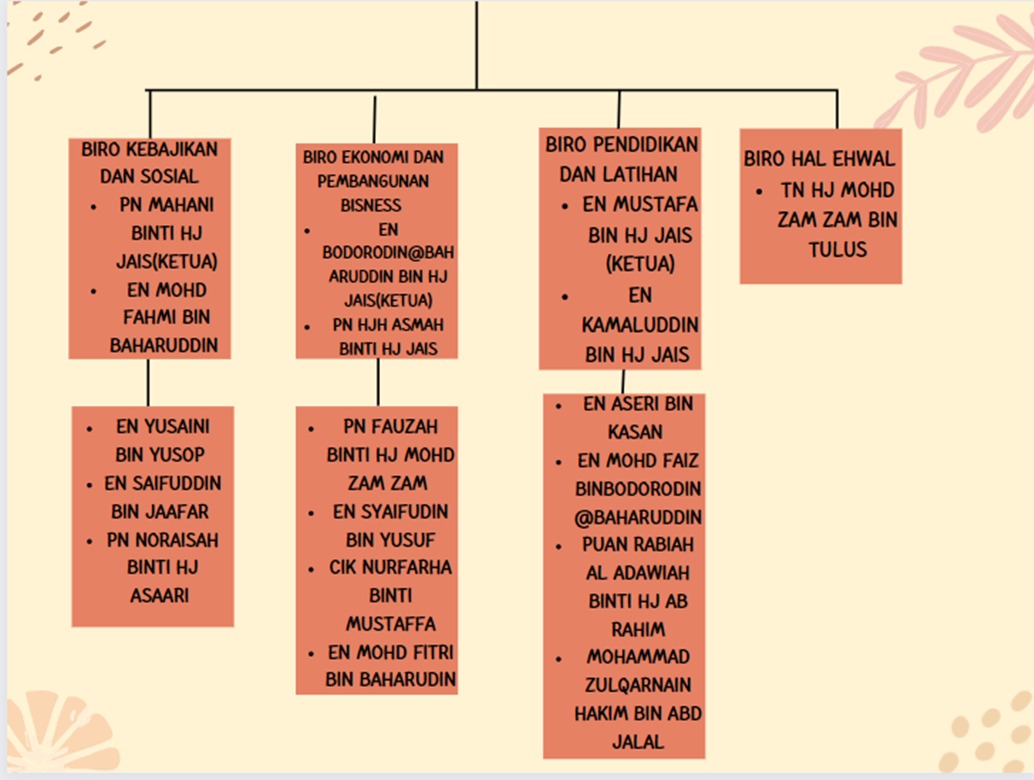 BIRO KEBAJIKAN
DAN SOSIAL
• PN MAHANI
BINTI HJ
JAIS(KETUA)
• EN MOHD
FAHMI BIN
BAHARUDDIN
• EN YUSAINI
BIN YUSOP
• EN SAIFUDDIN
BIN JAAFAR
• PN NORAISAH
BINTI HJ
ASAARI
BIRO EKONOMI DAN
PEMBANGUNAN
BISNESS
• EN
BODORODIN@BAH
ARUDDIN BIN HJ
JAIS(KETUA)
• PN HJH ASMAH
BINTI HJ JAIS
• PN FAUZAH
BINTI HJ MOHD
ZAM ZAM
• EN SYAIFUDIN
BIN YUSUF
• CIK NURFARHA
BINTI
MUSTAFFA
• EN MOHD FITRI
BIN BAHARUDIN
BIRO PENDIDIKAN
DAN LATIHAN
• EN MUSTAFA
BIN HJ JAIS
(KETUA)
• EN
KAMALUDDIN
BIN HJ JAIS
• EN ASERI BIN
KASAN
• EN MOHD FAIZ
BINBODORODIN
@BAHARUDDIN
• PUAN RABIAH
AL ADAWIAH
BINTI HJ AB
RAHIM
• MOHAMMAD
ZULQARNAIN
HAKIM BIN ABD
JALAL
BIRO HAL EHWAL
• TN HJ MOHD
ZAM ZAM BIN
TULUS